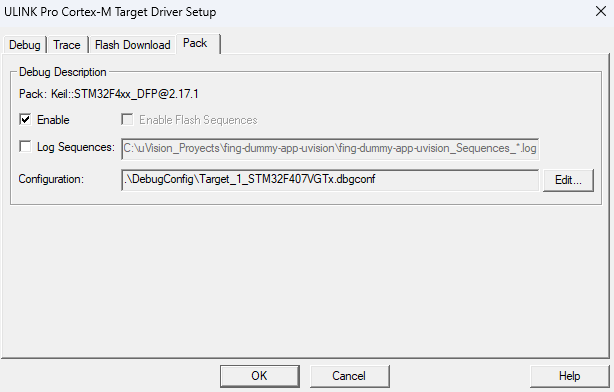 ULINK Pro Cortex-M Target Driver Setup
Debug Trace Flash Download Pack
Debug Description
Pack: Keil::STM32F4xx_DFP@2.17.1
Enable Enable Flash Sequences
Log Sequences: C:\uVision_Proyects\fing-dummy-app-uvision\fing-dummy-app-uvision_Sequences_*.log
Configuration: .\DebugConfig\Target_1_STM32F407VGTx.dbgconf Edit...
OK Cancel Help